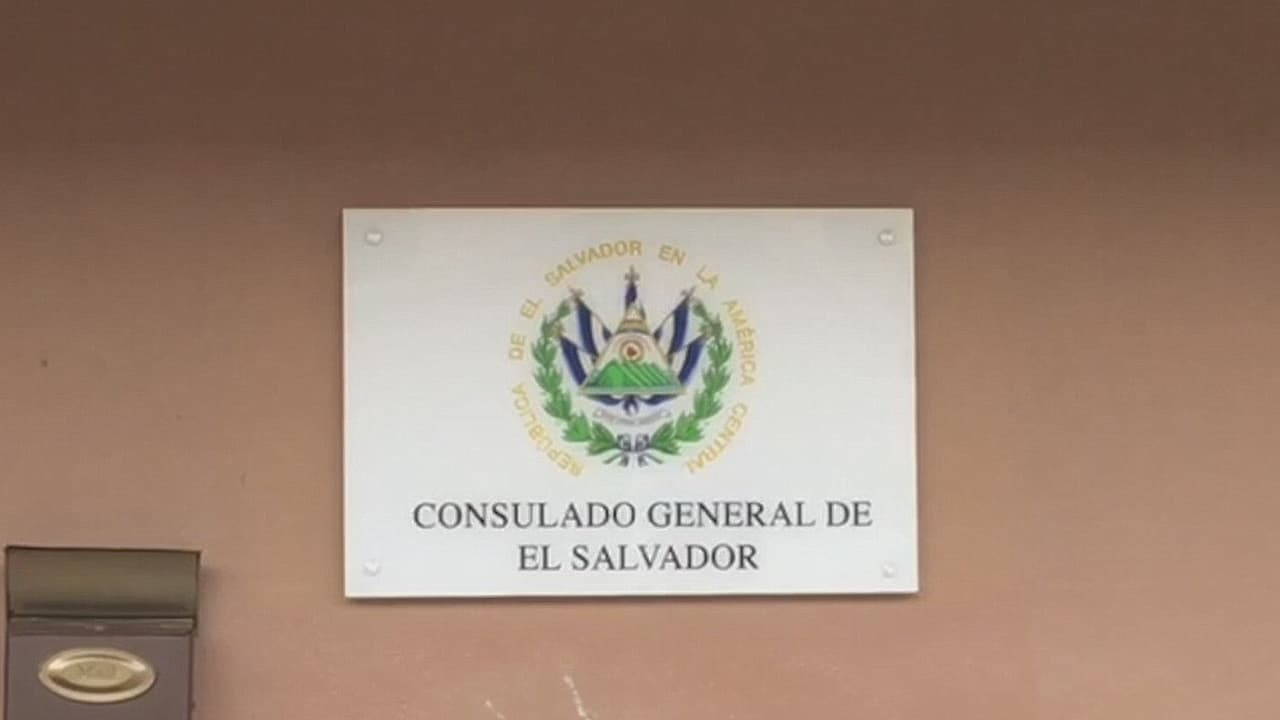 REPÚBLICA DE EL SALVADOR EN LA AMÉRICA CENTRAL
CONSULADO GENERAL DE
EL SALVADOR